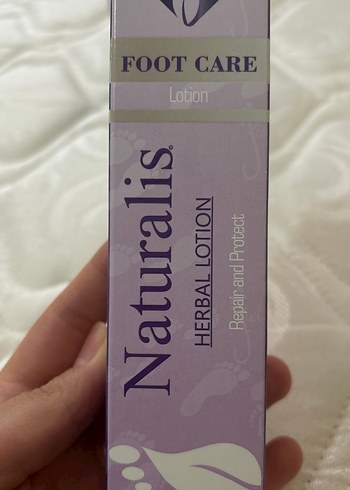 FOOT CARE
Lotion
Naturalis
HERBAL LOTION
Repair and Protect